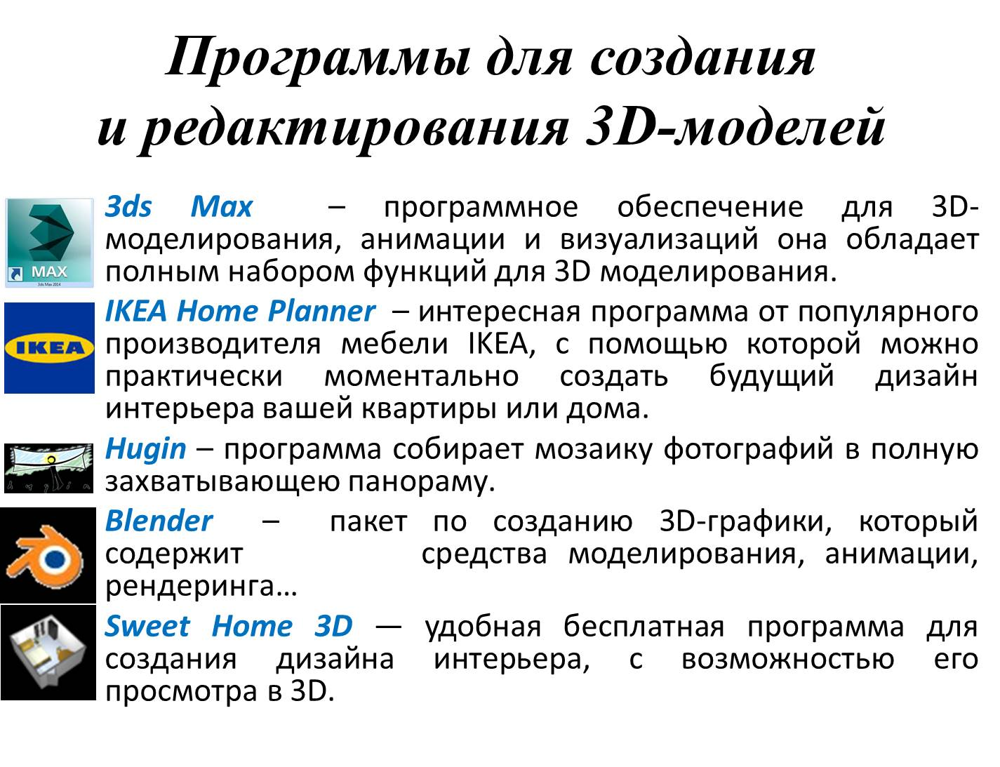 Программы для создания
и редактирования 3D-моделей
3ds Max – программное обеспечение для 3D-
моделирования, анимации и визуализаций она обладает
полным набором функций для 3D моделирования.
MAX
3ds Max 2014
IKEA Home Planner – интересная программа от популярного
производителя мебели IKEA, с помощью которой можно
практически моментально создать будущий дизайн
интерьера вашей квартиры или дома.
IKEA
Hugin – программа собирает мозаику фотографий в полную
захватывающею панораму.
hugin
Blender – пакет по созданию 3D-графики, который
содержит средства моделирования, анимации,
рендеринга…
Sweet Home 3D — удобная бесплатная программа для
создания дизайна интерьера, с возможностью его
просмотра в 3D.